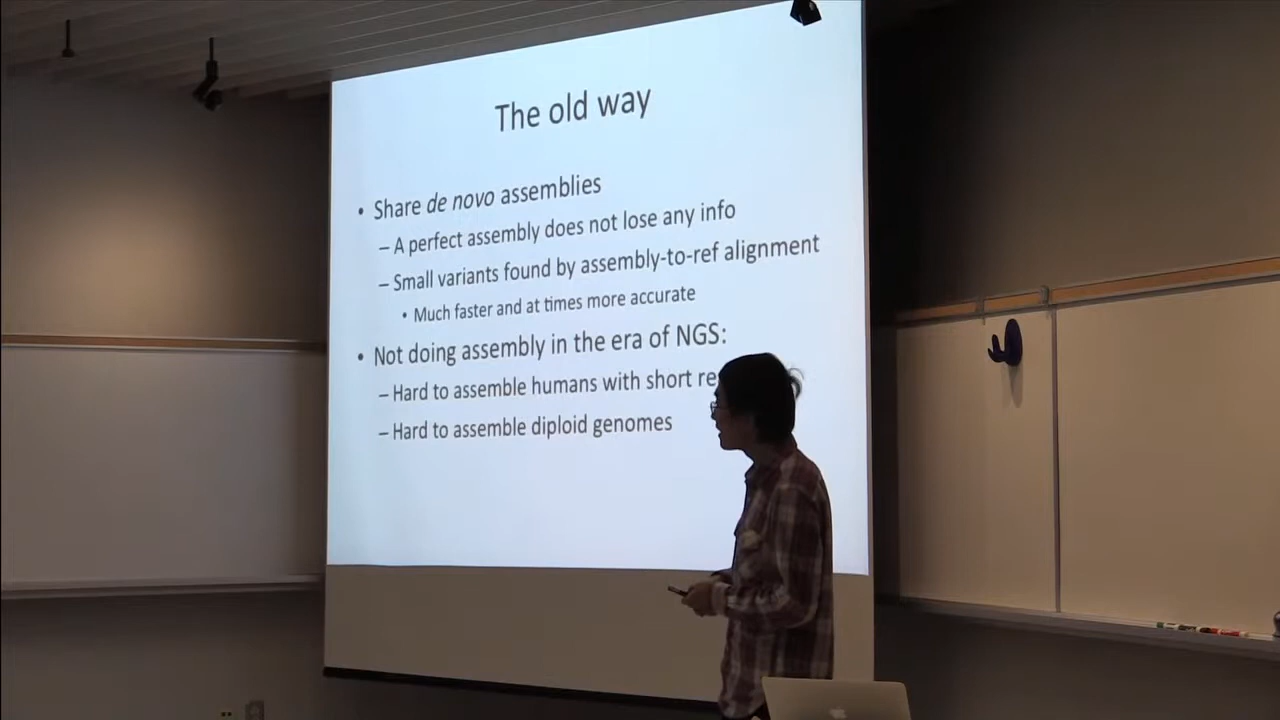 The old way
• Share de novo assemblies
– A perfect assembly does not lose any info
– Small variants found by assembly-to-ref alignment
• Much faster and at times more accurate
• Not doing assembly in the era of NGS:
– Hard to assemble humans with short
– Hard to assemble diploid genomes